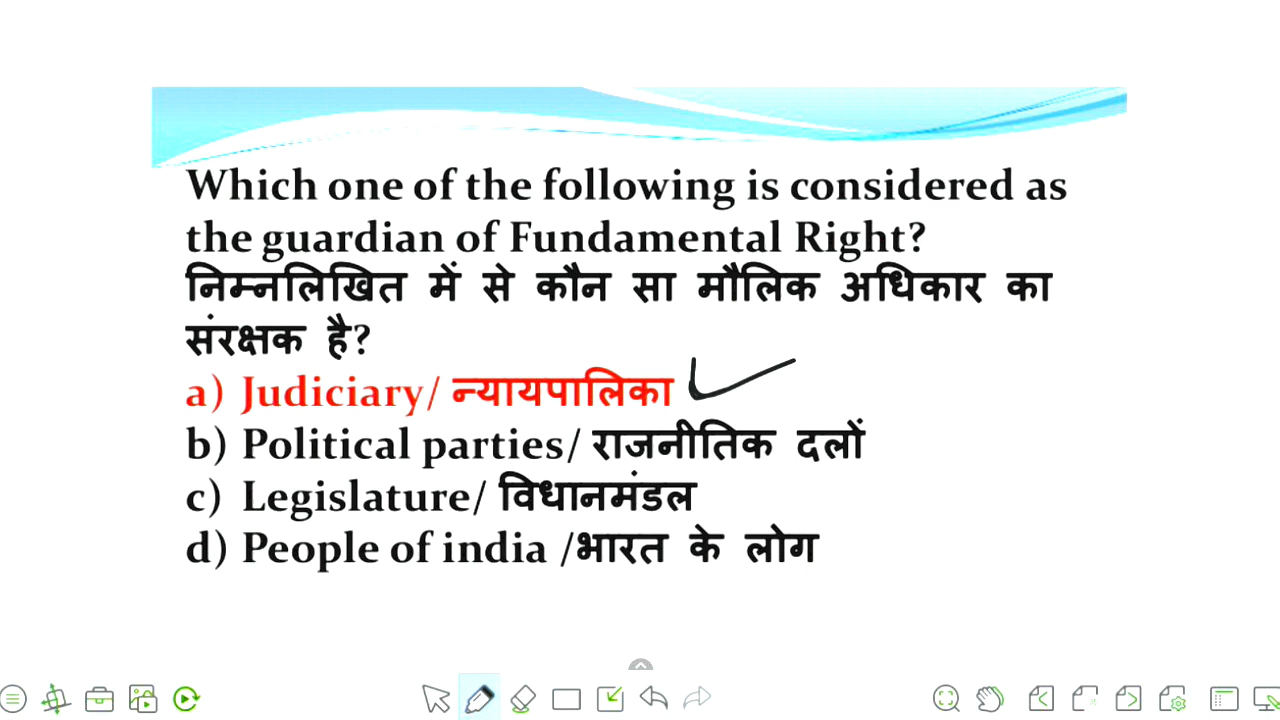 Which one of the following is considered as
the guardian of Fundamental Right?
निम्नलिखित में से कौन सा मौलिक अधिकार का
संरक्षक है?
a) Judiciary/ न्यायपालिका
b) Political parties/ राजनीतिक दलों
c) Legislature/ विधानमंडल
d) People of india /भारत के लोग